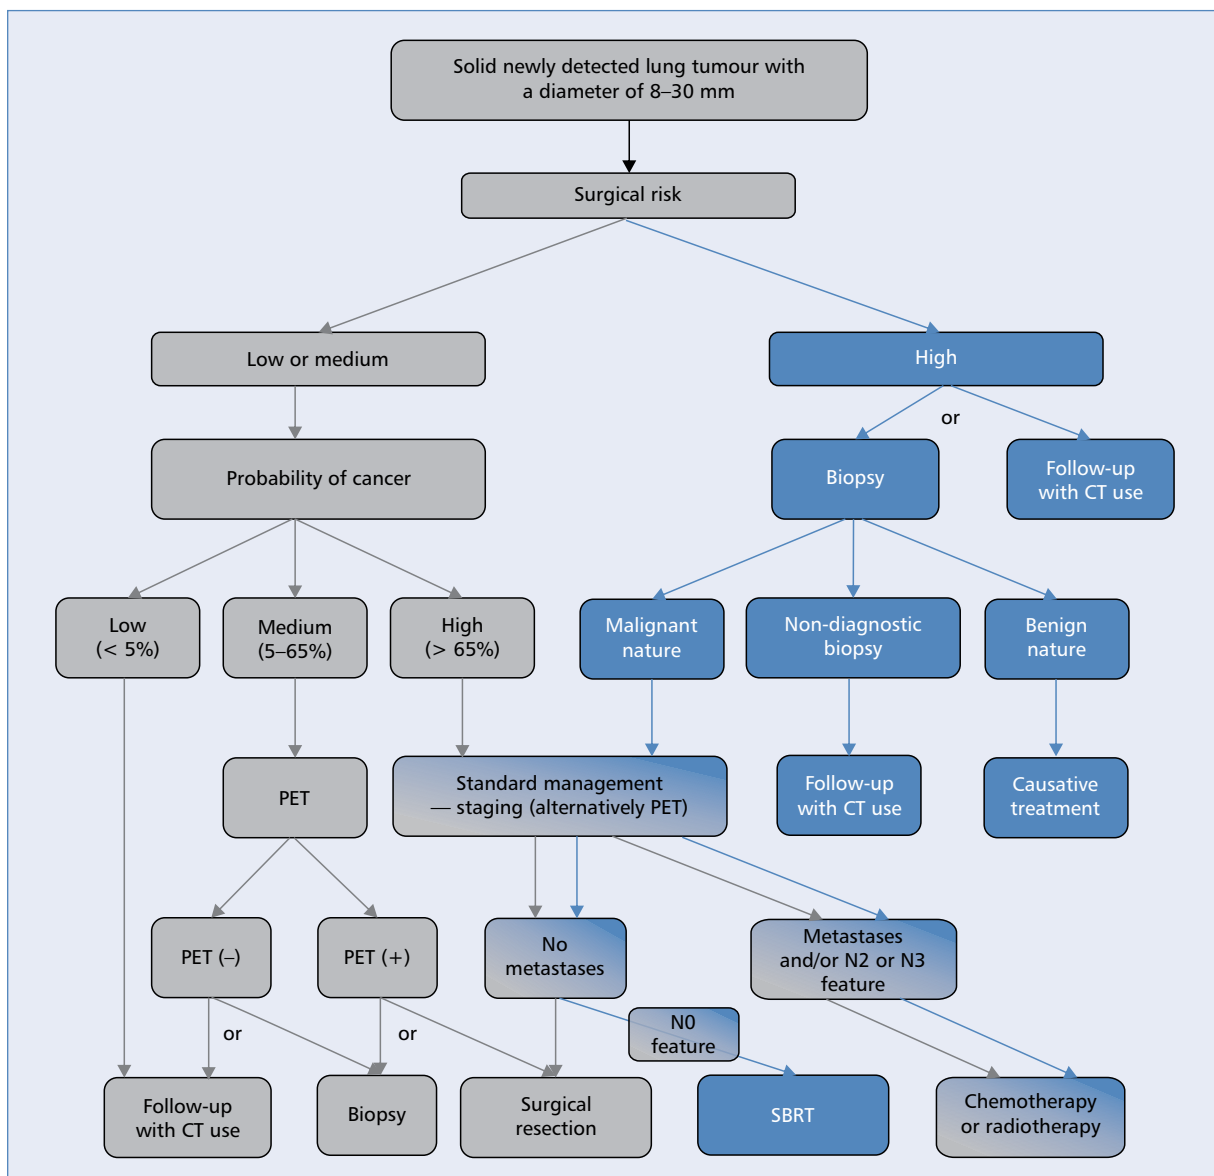 Solid newly detected lung tumour with
a diameter of 8–30 mm
Surgical risk
Low or medium
High
or
Probability of cancer
Biopsy
Follow-up
with CT use
Low
(< 5%)
Medium
(5–65%)
High
(> 65%)
Malignant
nature
Non-diagnostic
biopsy
Benign
nature
PET
Standard management
— staging (alternatively PET)
Follow-up
with CT use
Causative
treatment
PET (–)
PET (+)
No
metastases
Metastases
and/or N2 or N3
feature
or
or
N0
feature
Follow-up
with CT use
Biopsy
Surgical
resection
SBRT
Chemotherapy
or radiotherapy